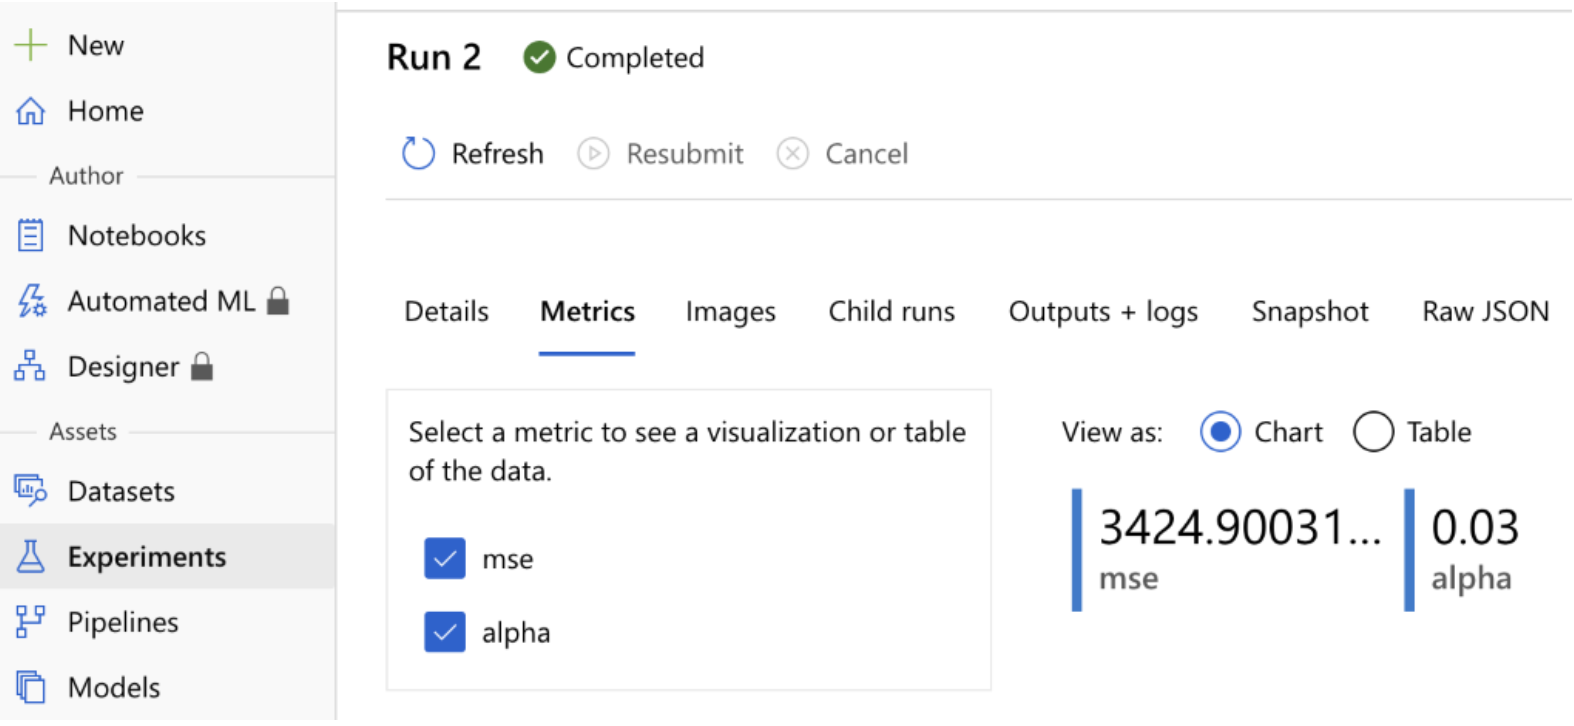 New
Home
Author
Notebooks
Automated ML
Designer
Assets
Datasets
Experiments
Pipelines
Models
Run 2 Completed
Refresh Resubmit Cancel
Details Metrics Images Child runs Outputs + logs Snapshot Raw JSON
Select a metric to see a visualization or table
of the data.
mse
alpha
View as: Chart Table
3424.90031... 0.03
mse alpha